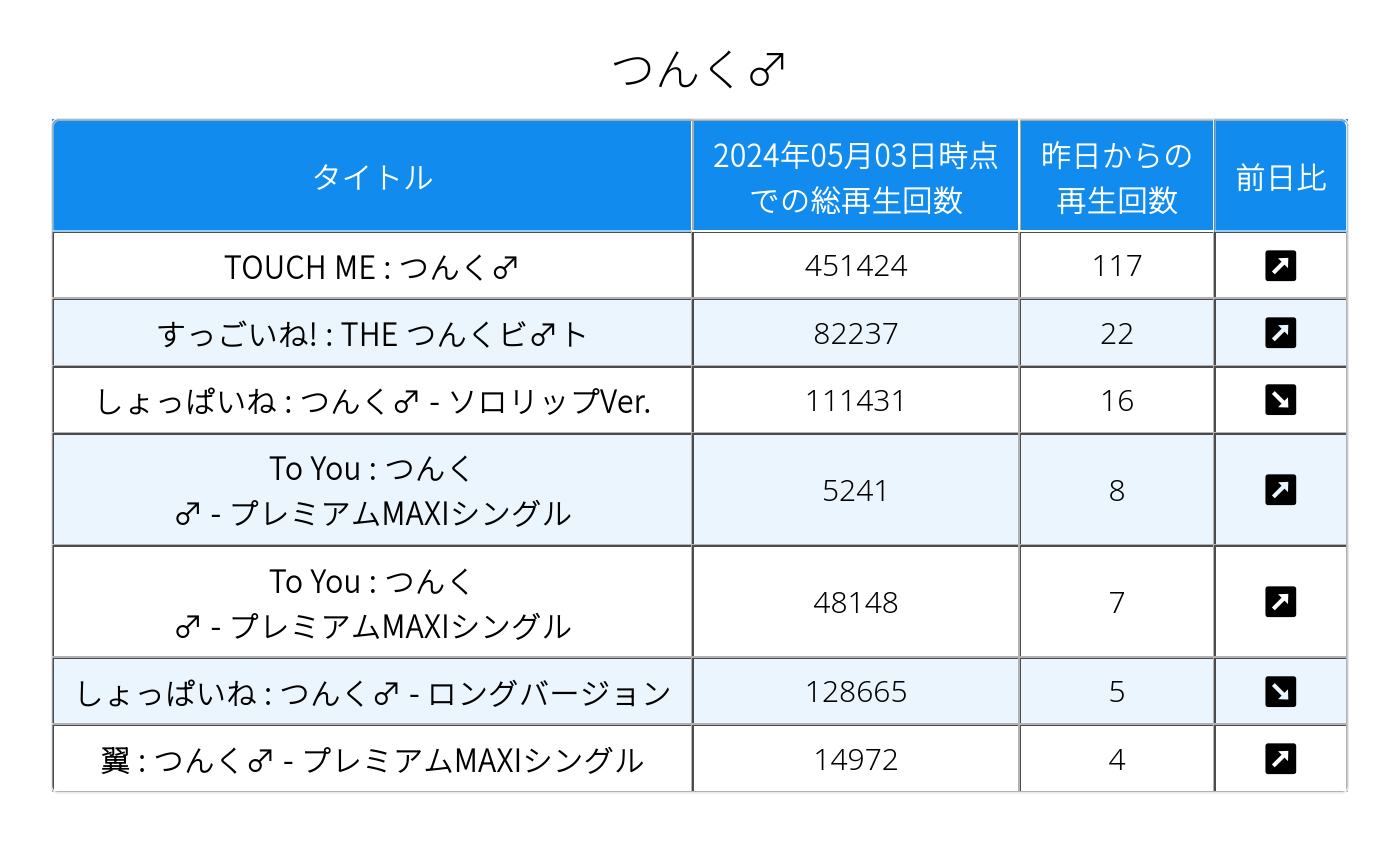 つんく♂
タイトル
2024年05月03日時点
での総再生回数
昨日からの
再生回数
前日比
TOUCH ME : つんく♂
451424
117
↗
すっごいね! : THE つんくビ♂ト
82237
22
↗
しょっぱいね : つんく♂ - ソロリップVer.
111431
16
↘
To You : つんく
♂ - プレミアムMAXIシングル
5241
8
↗
To You : つんく
♂ - プレミアムMAXIシングル
48148
7
↗
しょっぱいね : つんく♂ - ロングバージョン
128665
5
↘
翼 : つんく♂ - プレミアムMAXIシングル
14972
4
↗